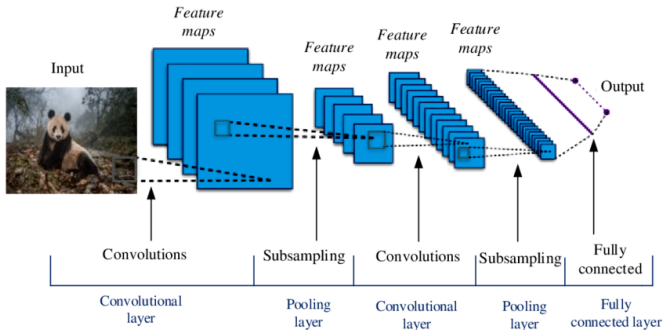 Feature
maps
Feature
maps
Feature
maps
Feature
maps
Input
Output
Convolutions
Subsampling
Convolutions
Subsampling
Fully
connected
Convolutional
layer
Pooling
layer
Convolutional
layer
Pooling
layer
Fully
connected layer